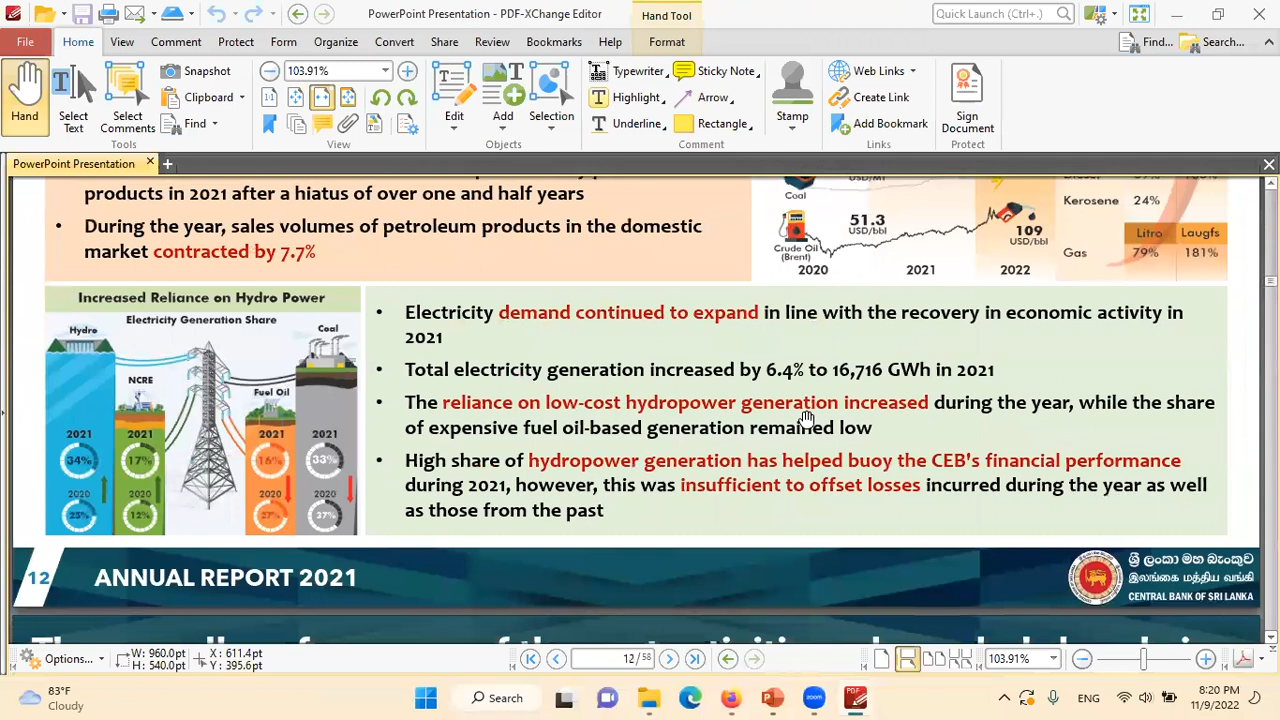 PowerPoint Presentation - PDF-XChange Editor
Hand Tool
Quick Launch (Ctrl+.)
File Home View Comment Protect Form Organize Convert Share Review Bookmarks Help Format Find... Search...
Hand
Select Text
Select Comments
Snapshot
Clipboard
Find
Tools
103.91%
View
Edit
Add
Selection
Objects
Typewriter
Highlight
Underline
Sticky Note
Arrow
Rectangle
Stamp
Comment
Web Links
Create Link
Add Bookmark
Links
Sign Document
Protect
PowerPoint Presentation
products in 2021 after a hiatus of over one and half years
• During the year, sales volumes of petroleum products in the domestic
market contracted by 7.7%
Coal
USD/MT
Crude Oil
(Brent)
51.3
USD/bbl
109
USD/bbl
2020 2021 2022
Kerosene 24%
Litro Laugfs
Gas 79% 181%
Increased Reliance on Hydro Power
Electricity Generation Share
Hydro
NCRE
Fuel Oil
Coal
2021 2021 2021 2021
34% 17% 16% 33%
2020 2020 2020 2020
25% 12% 27% 37%
• Electricity demand continued to expand in line with the recovery in economic activity in
2021
• Total electricity generation increased by 6.4% to 16,716 GWh in 2021
• The reliance on low-cost hydropower generation increased during the year, while the share
of expensive fuel oil-based generation remained low
• High share of hydropower generation has helped buoy the CEB's financial performance
during 2021, however, this was insufficient to offset losses incurred during the year as well
as those from the past
12 ANNUAL REPORT 2021
ශ්‍රී ලංකා මහ බැංකුව
இலங்கை மத்திய வங்கி
CENTRAL BANK OF SRI LANKA
Options...
W: 960.0pt
H: 540.0pt
X: 611.4pt
Y: 395.6pt
12/58
103.91%
83°F
Cloudy
Search
zoom
PDF
ENG
8:20 PM
11/9/2022